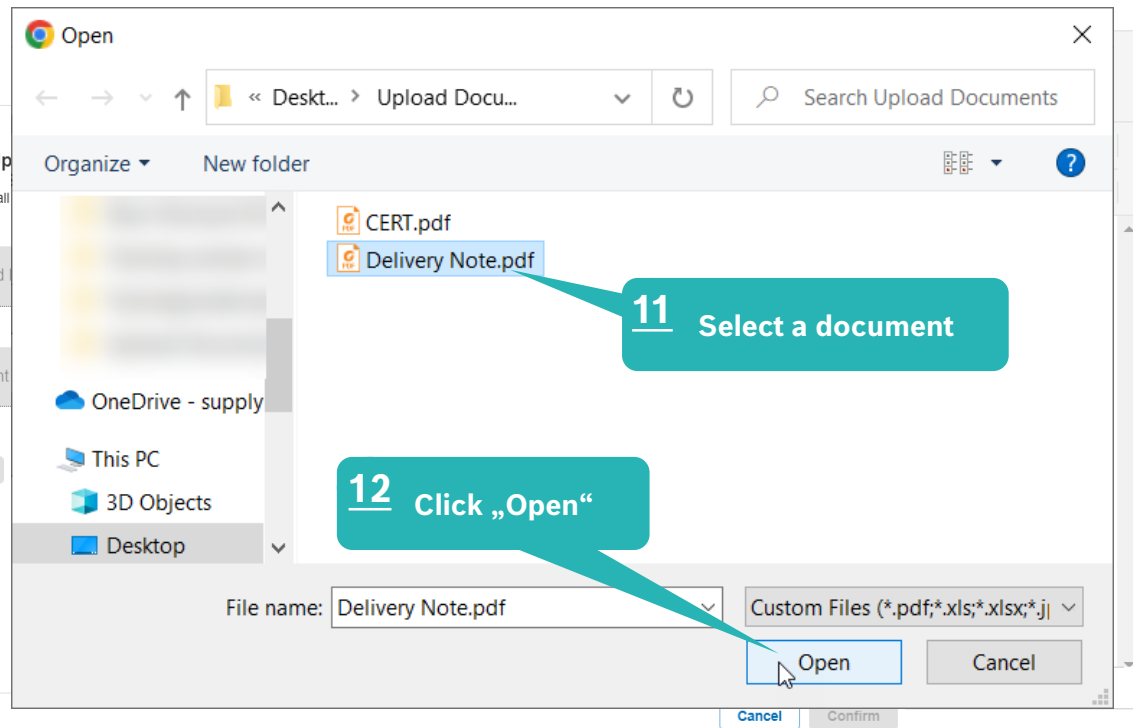 Open
« Deskt... > Upload Docu...
Search Upload Documents
Organize
New folder
?
CERT.pdf
Delivery Note.pdf
11 Select a document
OneDrive - supply
This PC
3D Objects
Desktop
12 Click „Open“
File name: Delivery Note.pdf
Custom Files (*.pdf;*.xls;*.xlsx;*.j
Open
Cancel
Cancel
Confirm